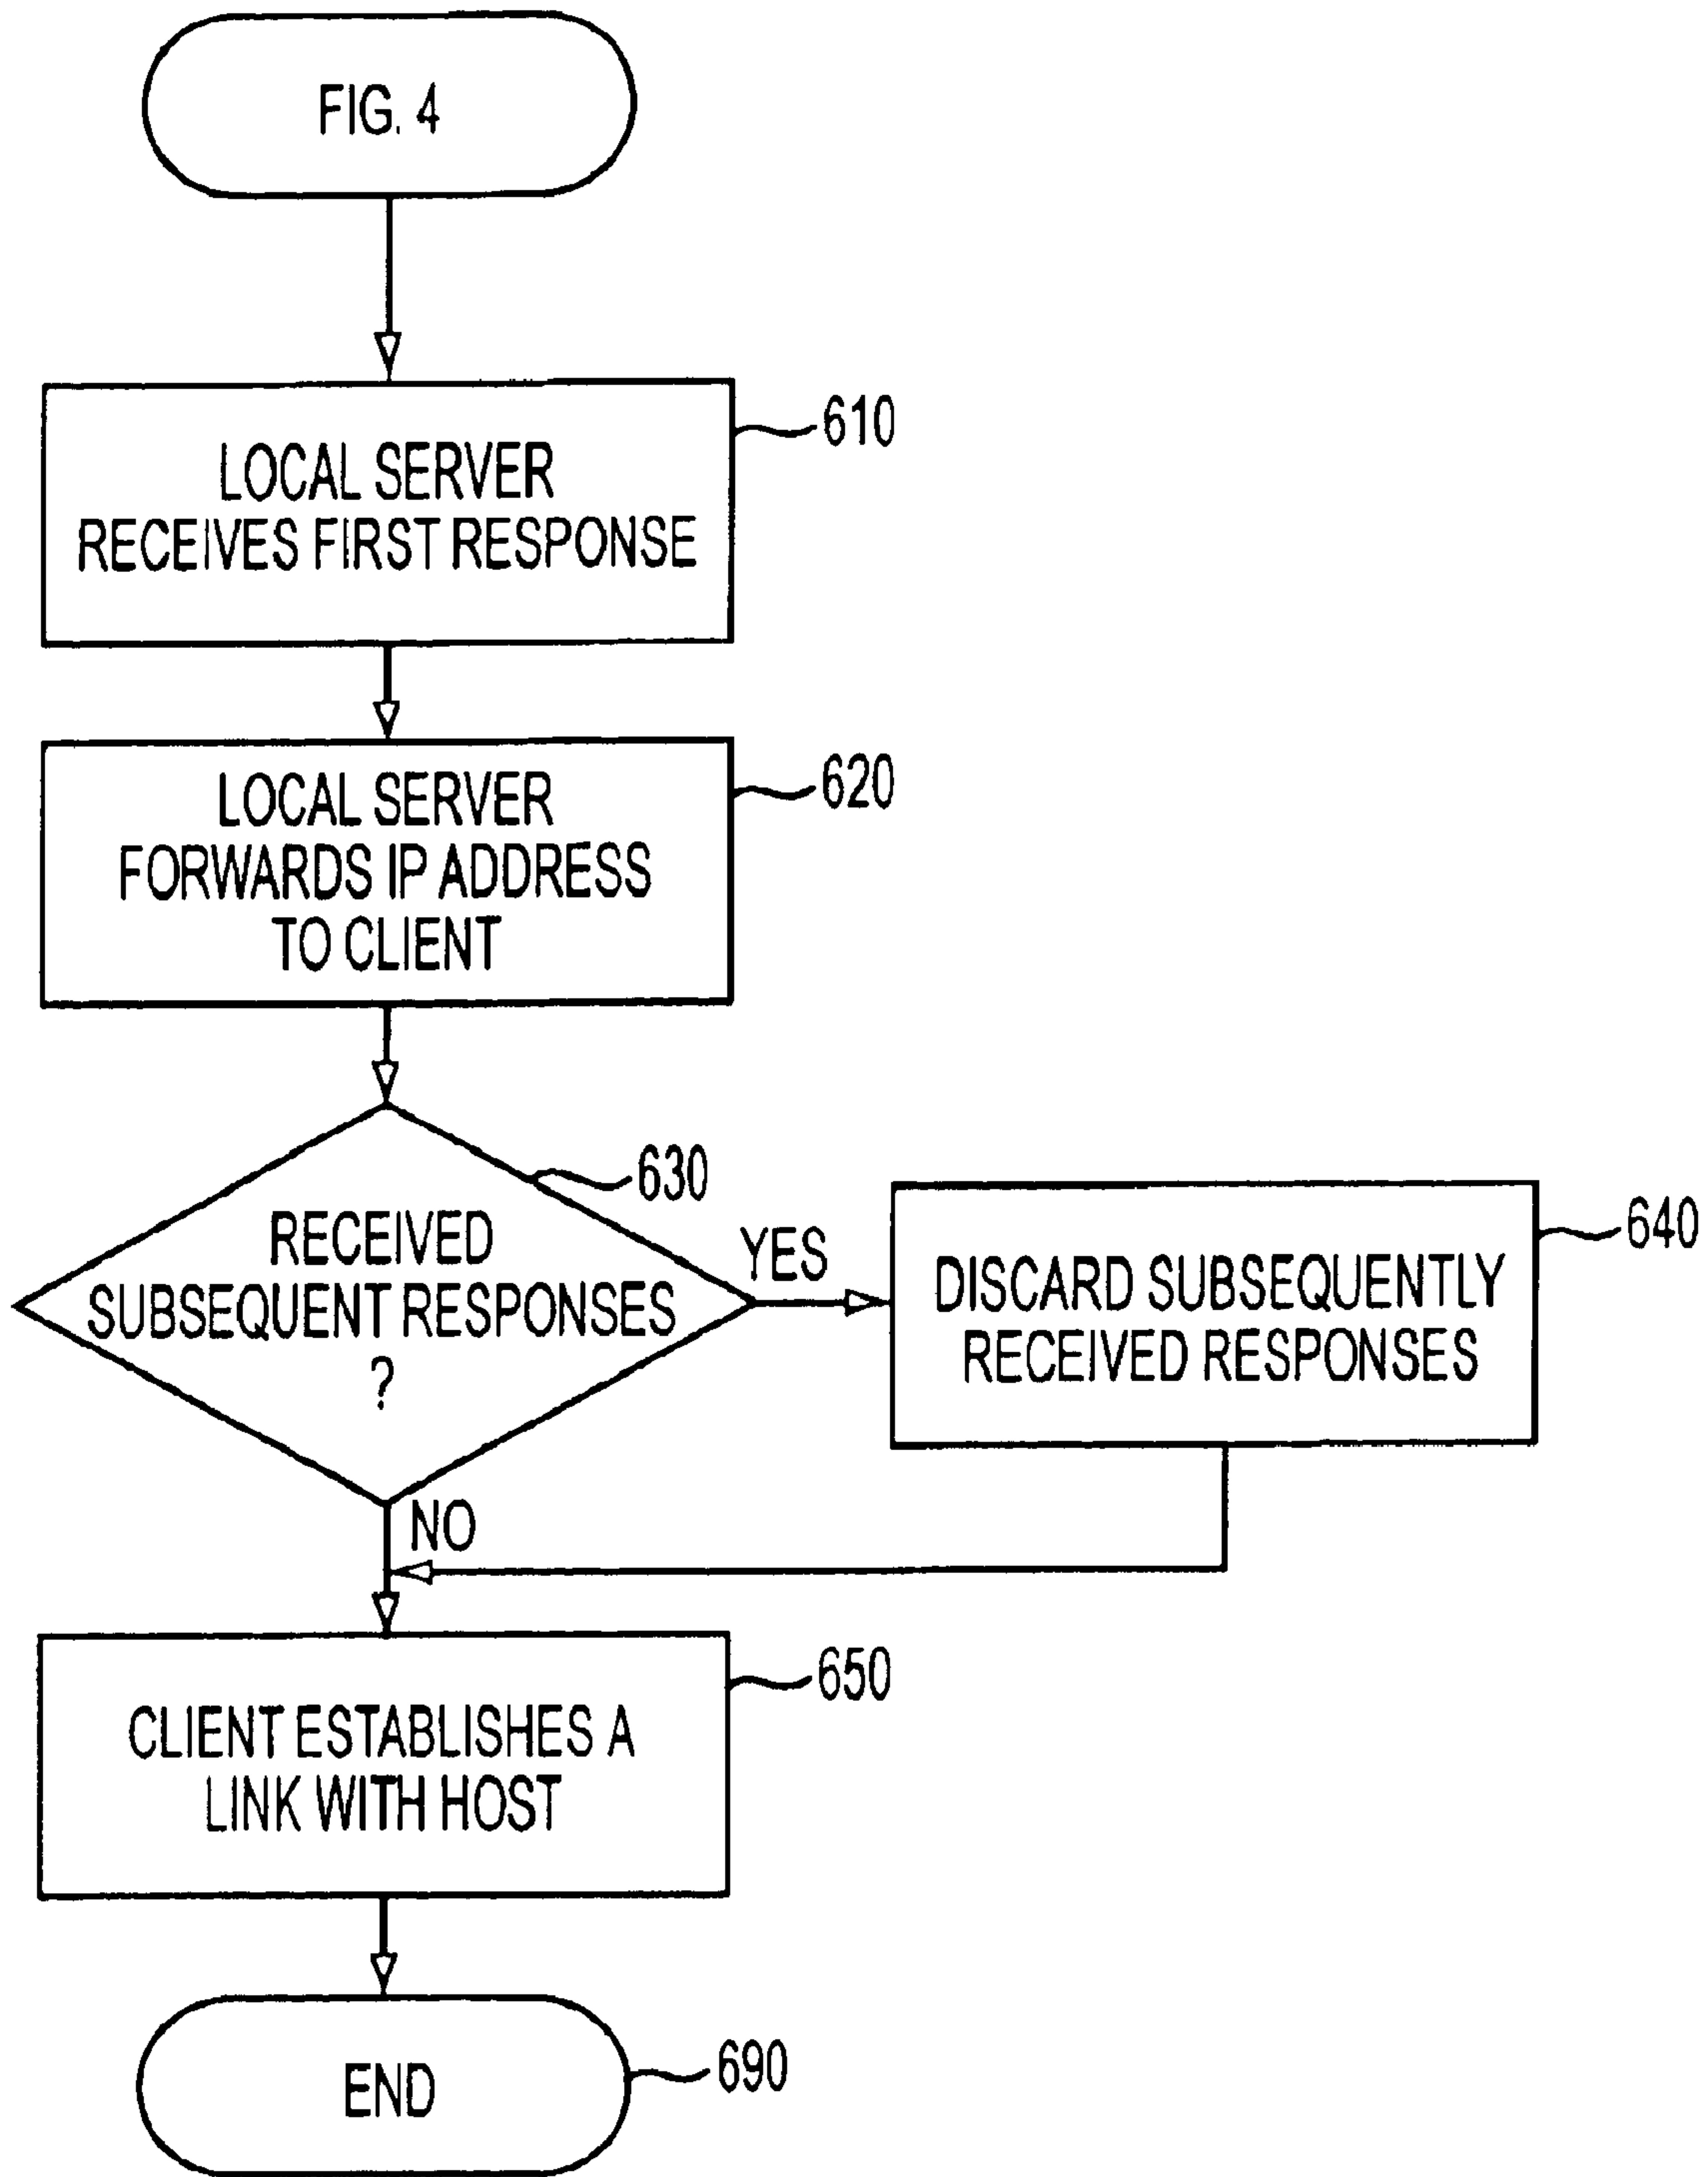 FIG. 4
610
LOCAL SERVER
RECEIVES FIRST RESPONSE
620
LOCAL SERVER
FORWARDS IP ADDRESS
TO CLIENT
630
RECEIVED
SUBSEQUENT RESPONSES
?
YES
640
DISCARD SUBSEQUENTLY
RECEIVED RESPONSES
NO
650
CLIENT ESTABLISHES A
LINK WITH HOST
END
690